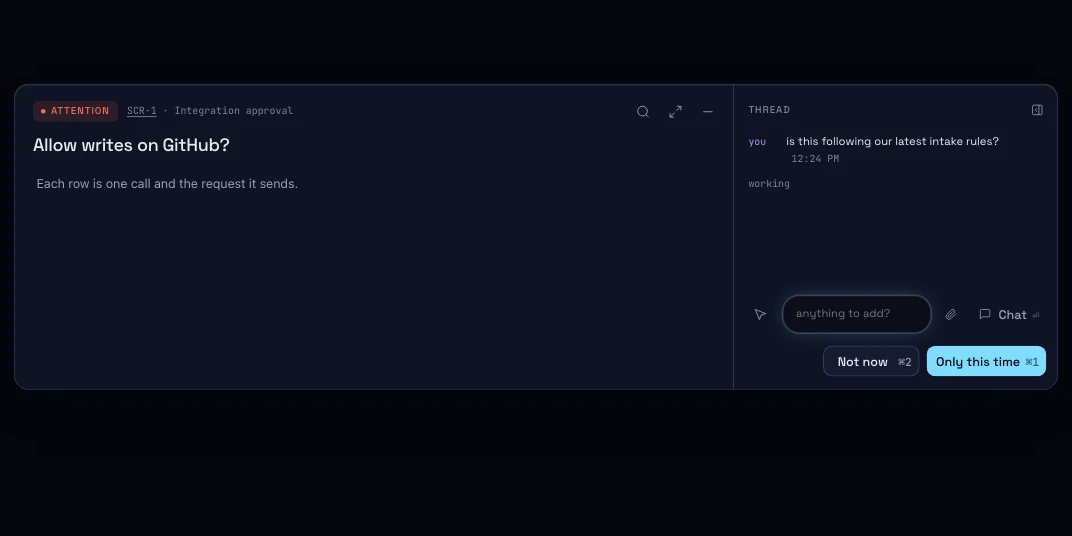 ATTENTION SCR-1 · Integration approval
Allow writes on GitHub?
Each row is one call and the request it sends.
THREAD
you is this following our latest intake rules?
12:24 PM
working
anything to add?
Chat ⏎
Not now ⌘2
Only this time ⌘1